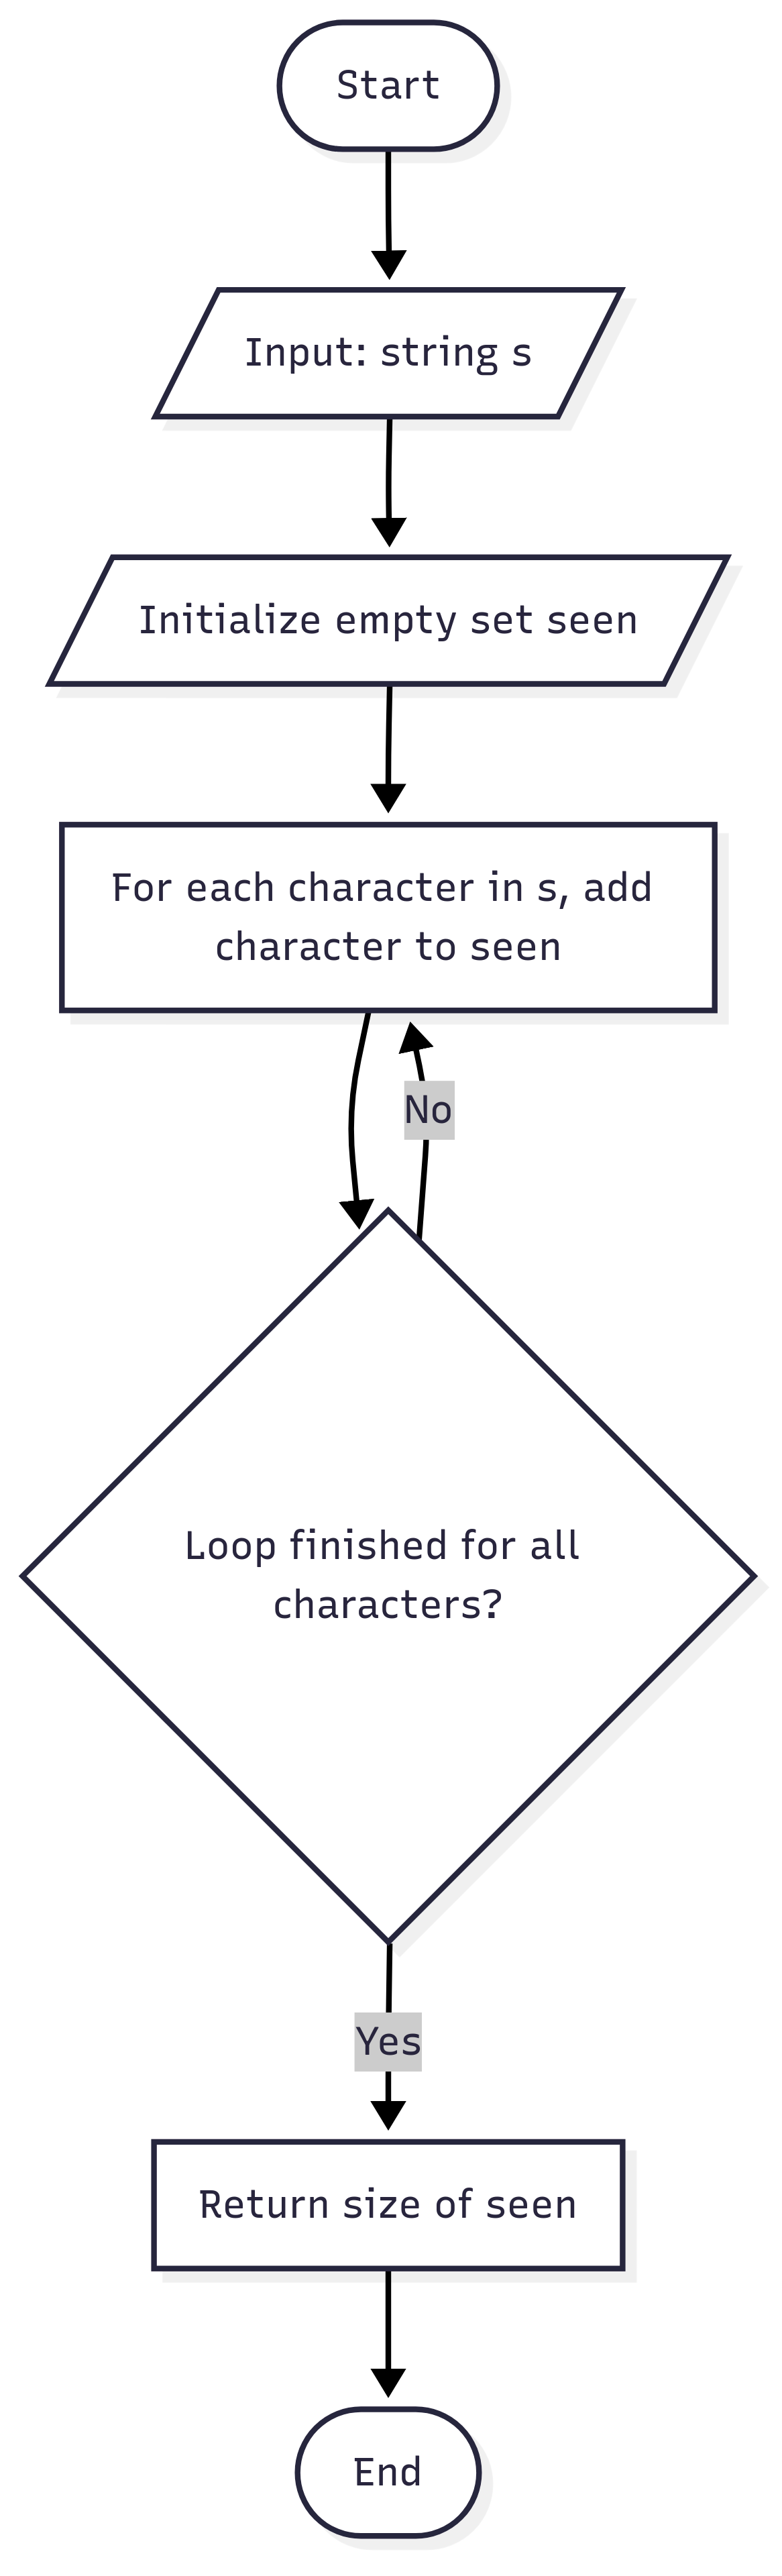 Start
Input: string s
Initialize empty set seen
For each character in s, add
character to seen
No
Loop finished for all
characters?
Yes
Return size of seen
End